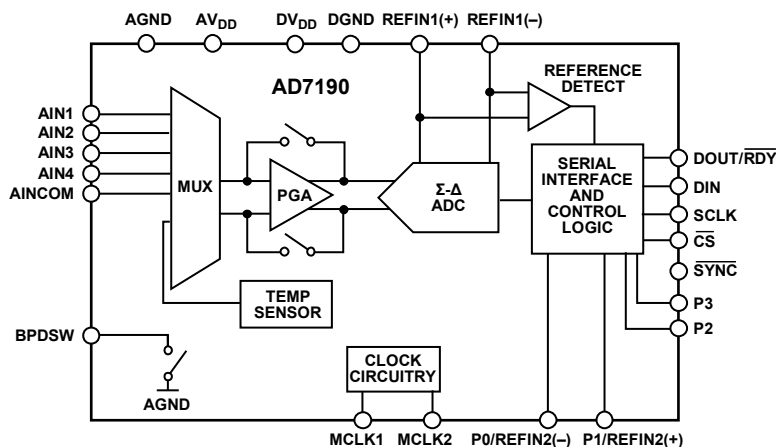 AGND AVDD DVDD DGND REFIN1(+) REFIN1(–)
AD7190
REFERENCE
DETECT
AIN1
AIN2
AIN3
AIN4
AINCOM
MUX
PGA
Σ-Δ
ADC
SERIAL
INTERFACE
AND
CONTROL
LOGIC
DOUT/RDY
DIN
SCLK
CS
SYNC
P3
P2
TEMP
SENSOR
BPDSW
AGND
CLOCK
CIRCUITRY
MCLK1 MCLK2 P0/REFIN2(–) P1/REFIN2(+)